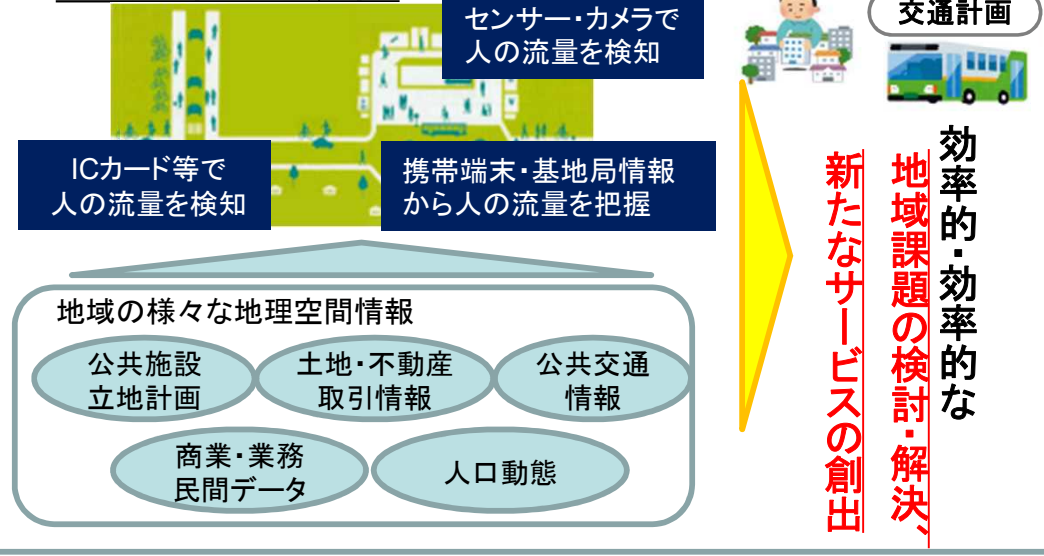 センサー・カメラで
人の流量を検知
交通計画
ICカード等で
人の流量を検知
携帯端末・基地局情報
から人の流量を把握
地域の様々な地理空間情報
公共施設
立地計画
土地・不動産
取引情報
公共交通
情報
商業・業務
民間データ
人口動態
効率的・効率的な
地域課題の検討・解決、
新たなサービスの創出